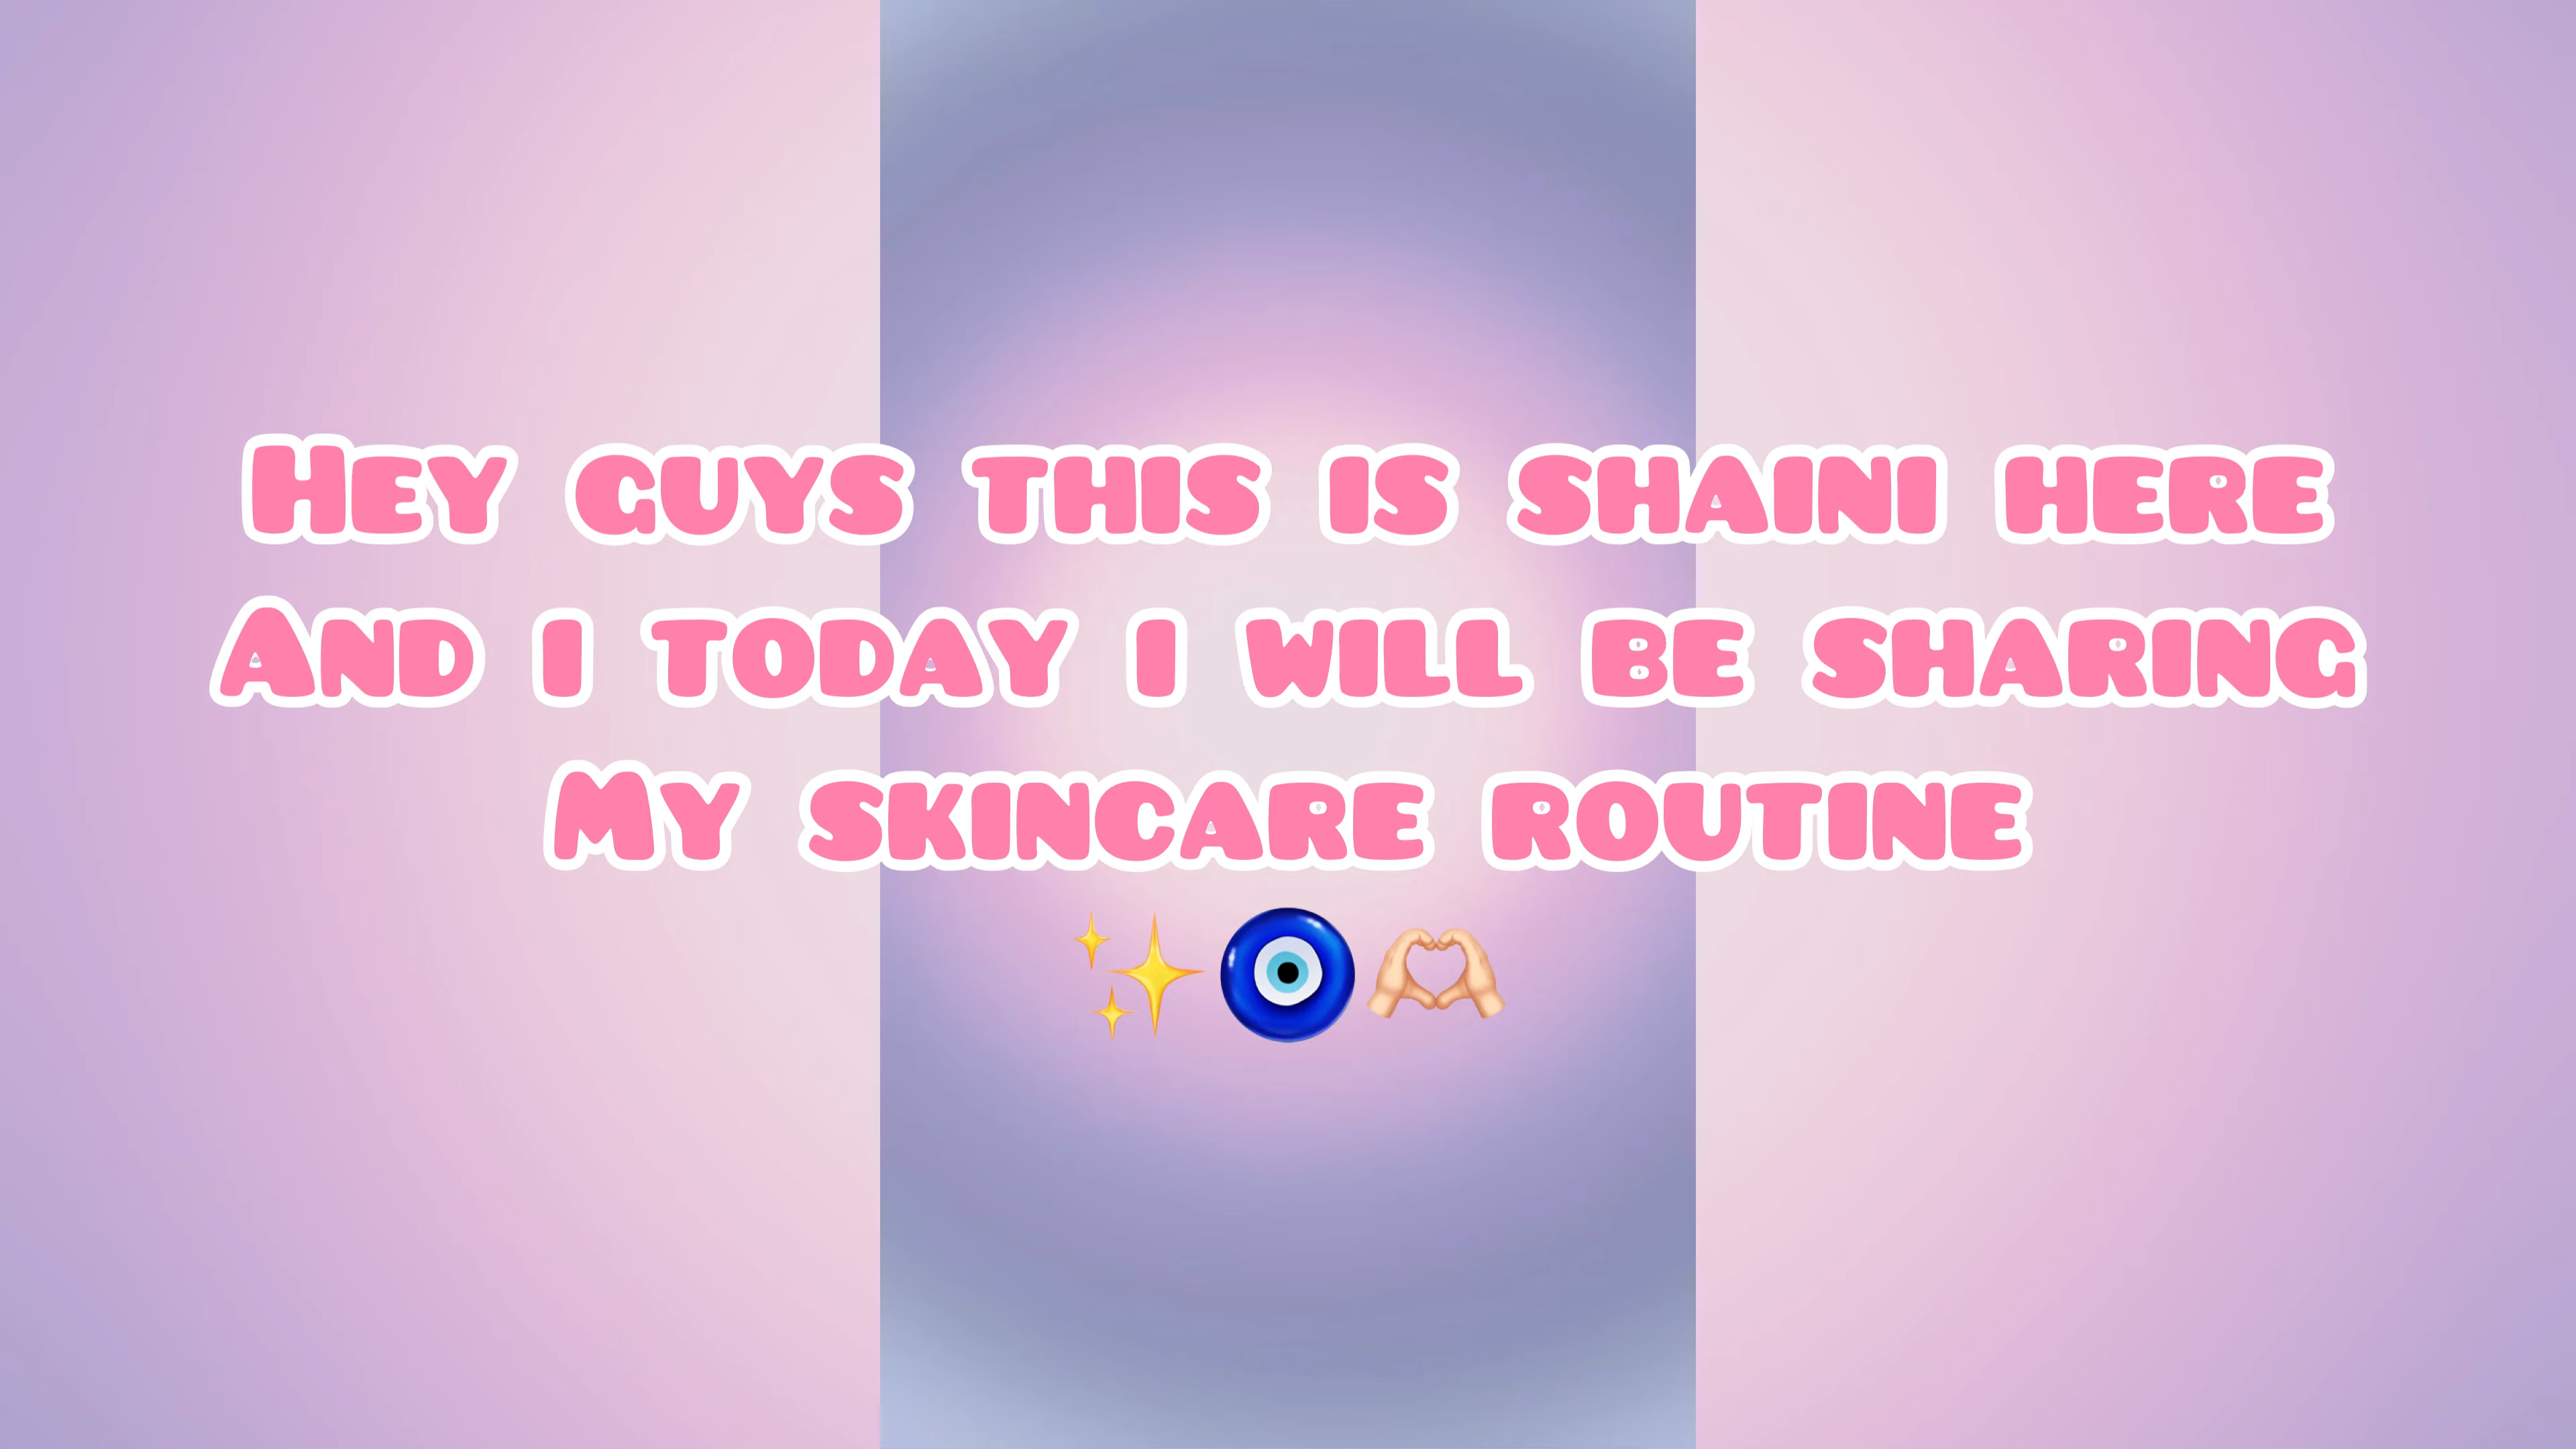 Hey guys this is shaini here
And i today i will be sharing
My skincare routine
✨🧿🫶🏻